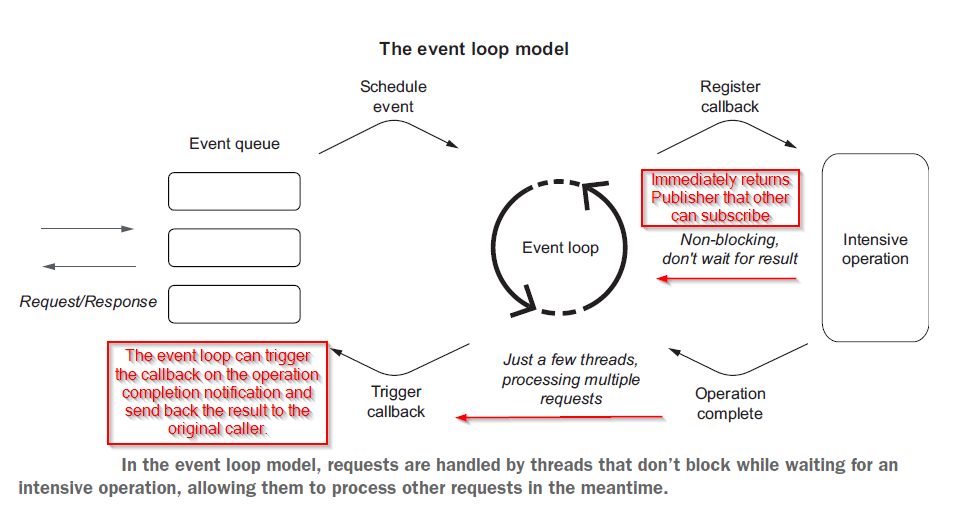 The event loop model
Schedule
event
Register
callback
Event queue
Immediately returns
Publisher that other
can subscribe
Event loop
Non-blocking,
don't wait for result
Intensive
operation
Request/Response
The event loop can trigger
the callback on the operation
completion notification and
send back the result to the
original caller.
Trigger
callback
Just a few threads,
processing multiple
requests
Operation
complete
In the event loop model, requests are handled by threads that don’t block while waiting for an
intensive operation, allowing them to process other requests in the meantime.